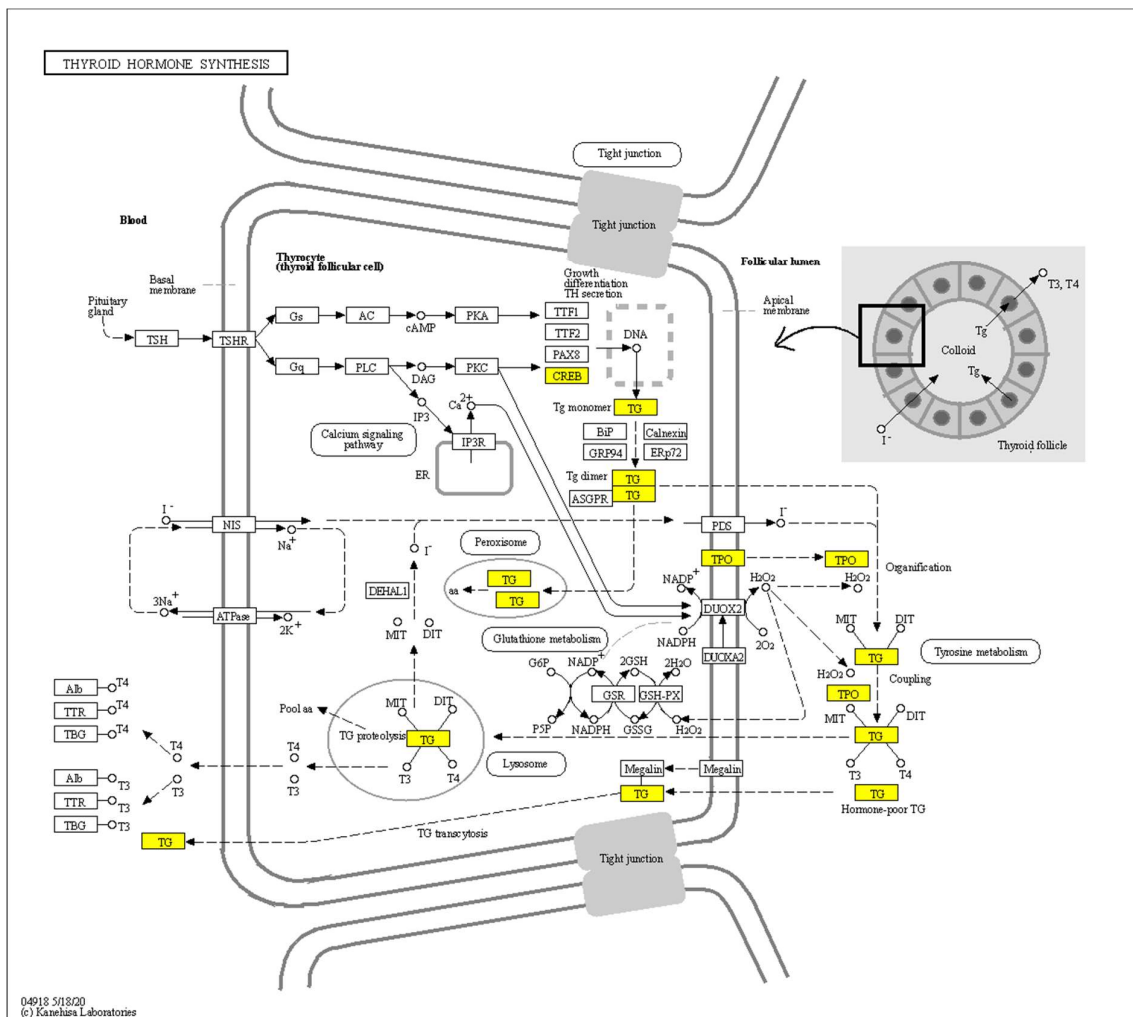 THYROID HORMONE SYNTHESIS
Tight junction
Tight junction
Blood
Thyrocyte
(thyroid follicular cell)
Growth
differentiation
TH secretion
Follicular lumen
Basal
membrane
Apical
membrane
Pituitary
gland
TSH
TSHR
Gs
AC
cAMP
PKA
TTF1
TTF2
PAX8
CREB
DNA
Gq
PLC
DAG
PKC
IP3
Ca2+
IP3R
ER
Calcium signaling
pathway
Tg monomer
TG
BiP
Calnexin
GRP94
ERp72
Tg dimer
TG
ASGPR
TG
T3, T4
Tg
Colloid
Tg
I-
Thyroid follicle
I-
NIS
Na+
3Na+
ATPase
2K+
I-
DEHAL1
MIT
DIT
Peroxisome
aa
TG
TG
PDS
I-
TPO
TPO
Organification
NADP+
H2O2
H2O2
DUOX2
NADPH
2O2
DUOXA2
Glutathione metabolism
G6P
NADP+
2GSH
2H2O
GSR
GSH-PX
P5P
NADPH
GSSG
H2O2
MIT
DIT
TG
Tyrosine metabolism
H2O2
Coupling
TPO
MIT
DIT
TG
T3
T4
TG
Hormone-poor TG
Pool aa
MIT
DIT
TG proteolysis
TG
T3
T4
Lysosome
Megalin
Megalin
TG
TG transcytosis
TG
Alb
T4
TTR
T4
TBG
T4
T4
T3
T4
T3
Alb
T3
TTR
T3
TBG
T3
Tight junction
04918 5/18/20
(c) Kanehisa Laboratories